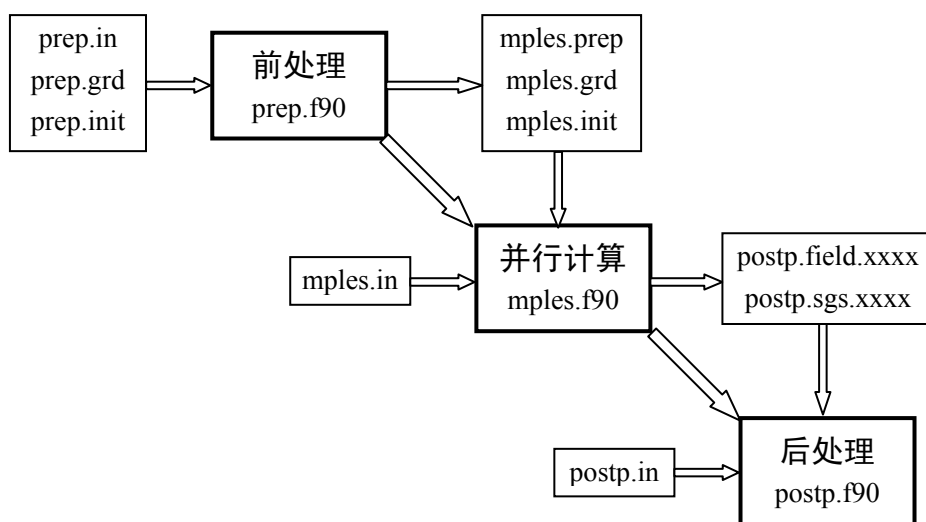 prep.in
prep.grd
prep.init
前处理
prep.f90
mples.prep
mples.grd
mples.init
mples.in
并行计算
mples.f90
postp.field.xxxx
postp.sgs.xxxx
postp.in
后处理
postp.f90